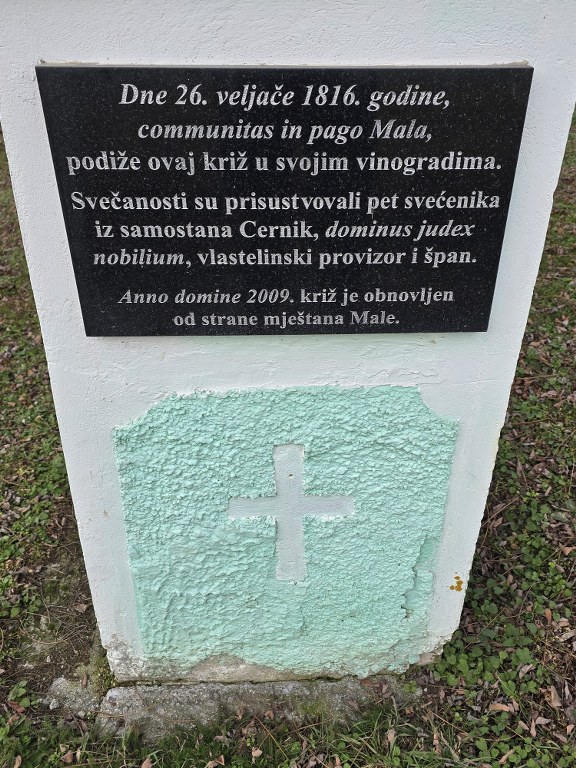 Dne 26. veljače 1816. godine,
communitas in pago Mala,
podiže ovaj križ u svojim vinogradima.
Svečanosti su prisustvovali pet svećenika
iz samostana Cernik, dominus judex
nobilium, vlastelinski provizor i špan.
Anno domine 2009. križ je obnovljen
od strane mještana Male.